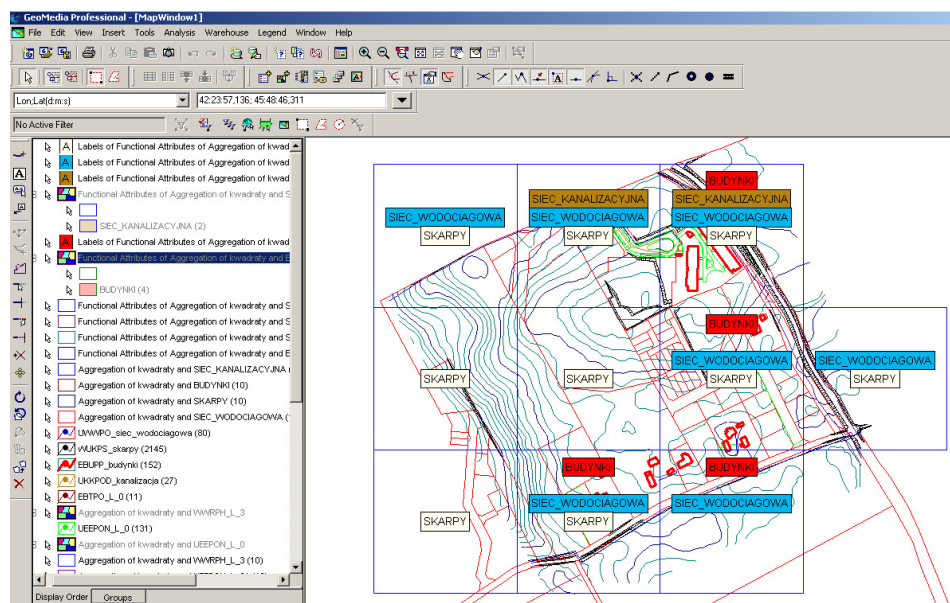 GeoMedia Professional - [MapWindow1]
File Edit View Insert Tools Analysis Warehouse Legend Window Help
Lon;Lat(d:m:s)
42:23:57,136; 45:48:46,311
No Active Filter
A Labels of Functional Attributes of Aggregation of kwad
A Labels of Functional Attributes of Aggregation of kwad
A Labels of Functional Attributes of Aggregation of kwad
Functional Attributes of Aggregation of kwadraty and S
SIEC_KANALIZACYJNA (2)
A Labels of Functional Attributes of Aggregation of kwad
Functional Attributes of Aggregation of kwadraty and E
BUDYNKI (4)
Functional Attributes of Aggregation of kwadraty and S
Functional Attributes of Aggregation of kwadraty and S
Functional Attributes of Aggregation of kwadraty and S
Functional Attributes of Aggregation of kwadraty and E
Aggregation of kwadraty and SIEC_KANALIZACYJNA
Aggregation of kwadraty and BUDYNKI (10)
Aggregation of kwadraty and SKARPY (10)
Aggregation of kwadraty and SIEC_WODOCIAGOWA
UWWPO_siec_wodociagowa (80)
WUKPS_skarpy (2145)
EBUPP_budynki (152)
UKKPOD_kanalizacja (27)
EBTPO_L_0 (11)
Aggregation of kwadraty and VWVRPH_L_3
UEEPON_L_0 (131)
Aggregation of kwadraty and UEEPON_L_0
Aggregation of kwadraty and VWVRPH_L_3 (10)
Display Order Groups
BUDYNKI
SIEC_KANALIZACYJNA SIEC_KANALIZACYJNA
SIEC_WODOCIAGOWA SIEC_WODOCIAGOWA SIEC_WODOCIAGOWA
SKARPY SKARPY SKARPY
BUDYNKI
SIEC_WODOCIAGOWA SIEC_WODOCIAGOWA
SKARPY SKARPY SKARPY SKARPY
BUDYNKI BUDYNKI
SIEC_WODOCIAGOWA SIEC_WODOCIAGOWA
SKARPY SKARPY